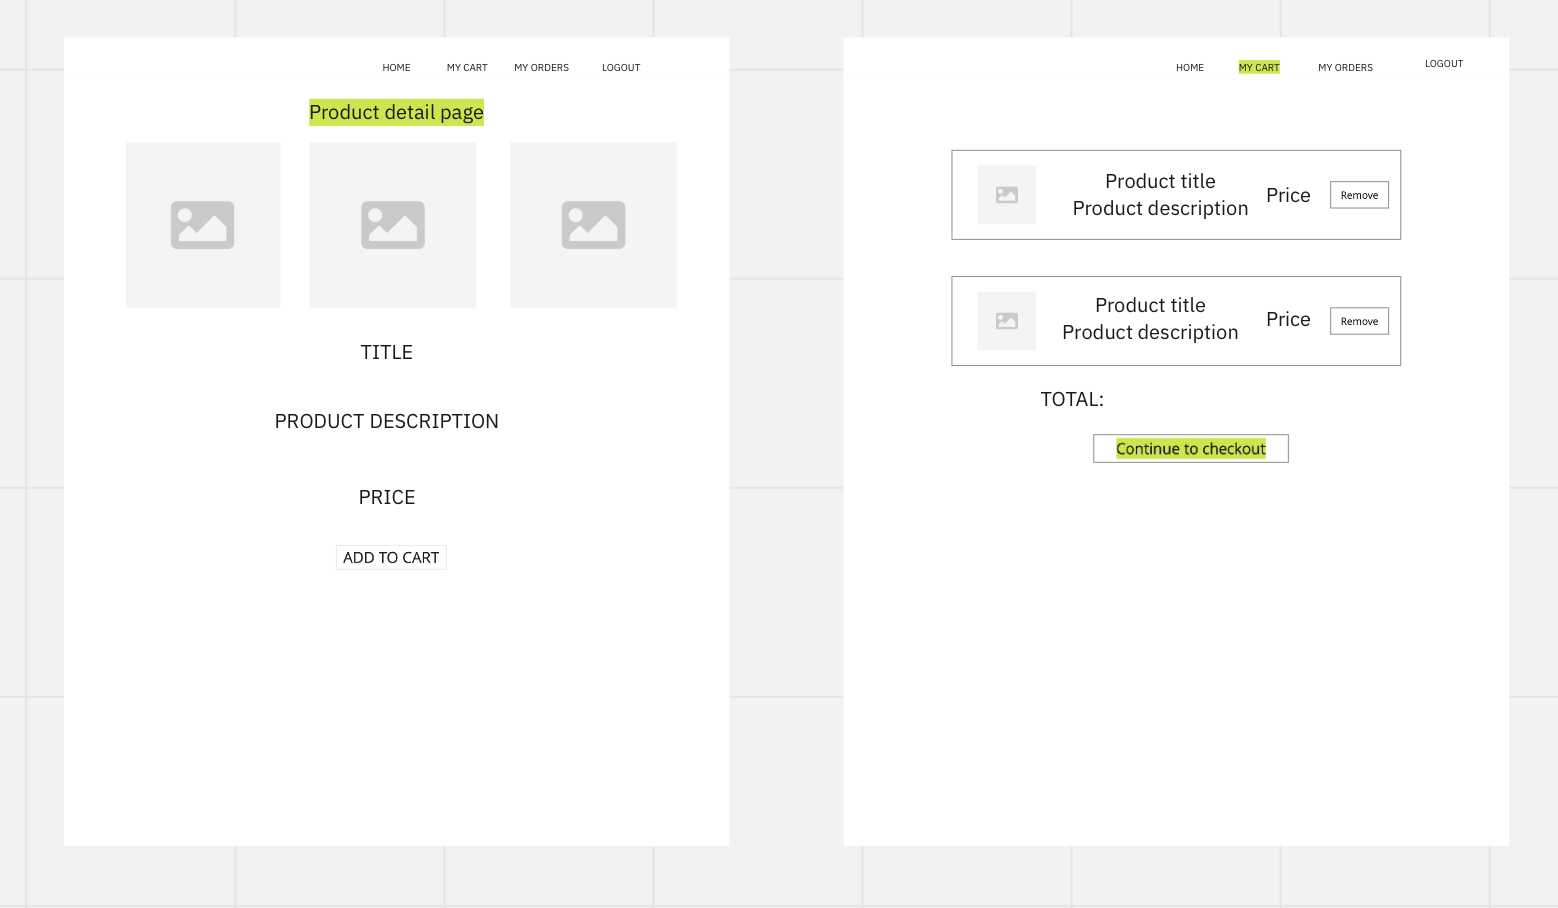 HOME MY CART MY ORDERS LOGOUT
Product detail page
TITLE
PRODUCT DESCRIPTION
PRICE
ADD TO CART
HOME MY CART MY ORDERS LOGOUT
Product title
Product description
Price
Remove
Product title
Product description
Price
Remove
TOTAL:
Continue to checkout